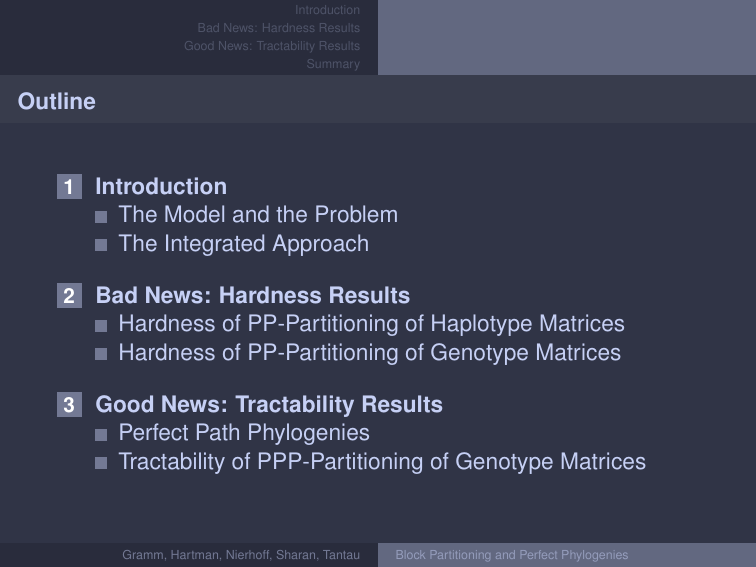 Introduction
Bad News: Hardness Results
Good News: Tractability Results
Summary
Outline
1 Introduction
The Model and the Problem
The Integrated Approach
2 Bad News: Hardness Results
Hardness of PP-Partitioning of Haplotype Matrices
Hardness of PP-Partitioning of Genotype Matrices
3 Good News: Tractability Results
Perfect Path Phylogenies
Tractability of PPP-Partitioning of Genotype Matrices
Gramm, Hartman, Nierhoff, Sharan, Tantau
Block Partitioning and Perfect Phylogenies